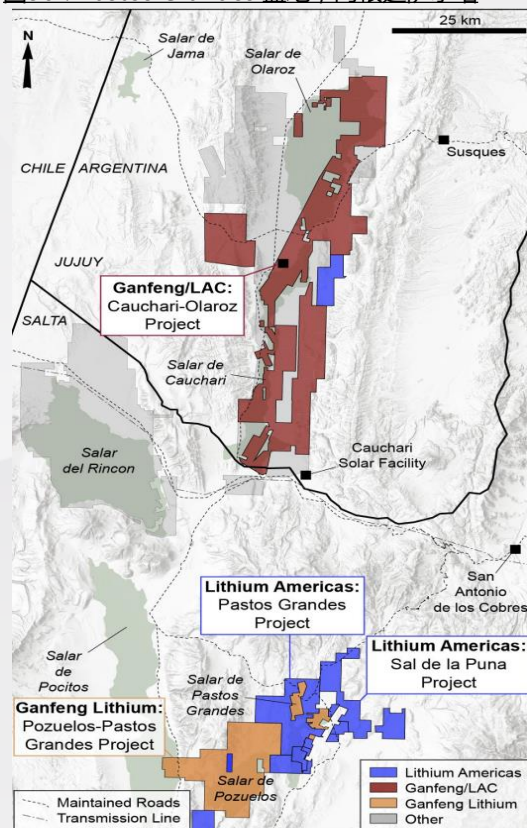 25 km
N
Salar de
Jama
Salar de
Olaroz
Susques
CHILE
ARGENTINA
JUJUY
SALTA
Ganfeng/LAC:
Cauchari-Olaroz
Project
Salar de
Cauchari
Salar
del Rincon
Cauchari
Solar Facility
San
Antonio
de los Cobres
Lithium Americas:
Pastos Grandes
Project
Lithium Americas:
Sal de la Puna
Project
Salar
de
Pocitos
Salar de
Pastos
Grandes
Ganfeng Lithium:
Pozuelos-Pastos
Grandes Project
Salar de
Pozuelos
Maintained Roads
Transmission Line
Lithium Americas
Ganfeng/LAC
Ganfeng Lithium
Other